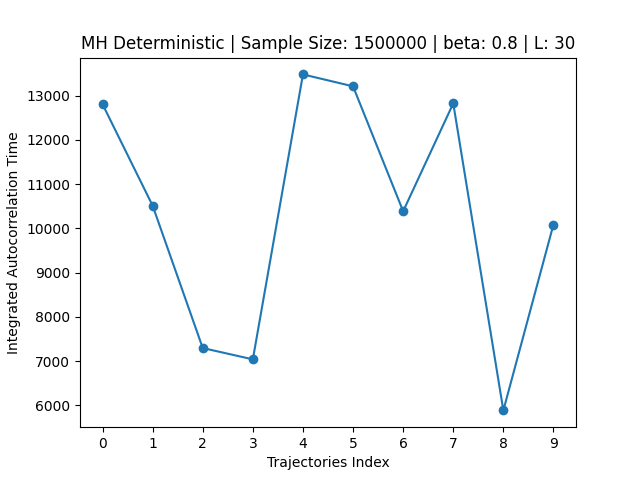 MH Deterministic | Sample Size: 1500000 | beta: 0.8 | L: 30
Integrated Autocorrelation Time
13000
12000
11000
10000
9000
8000
7000
6000
0 1 2 3 4 5 6 7 8 9
Trajectories Index